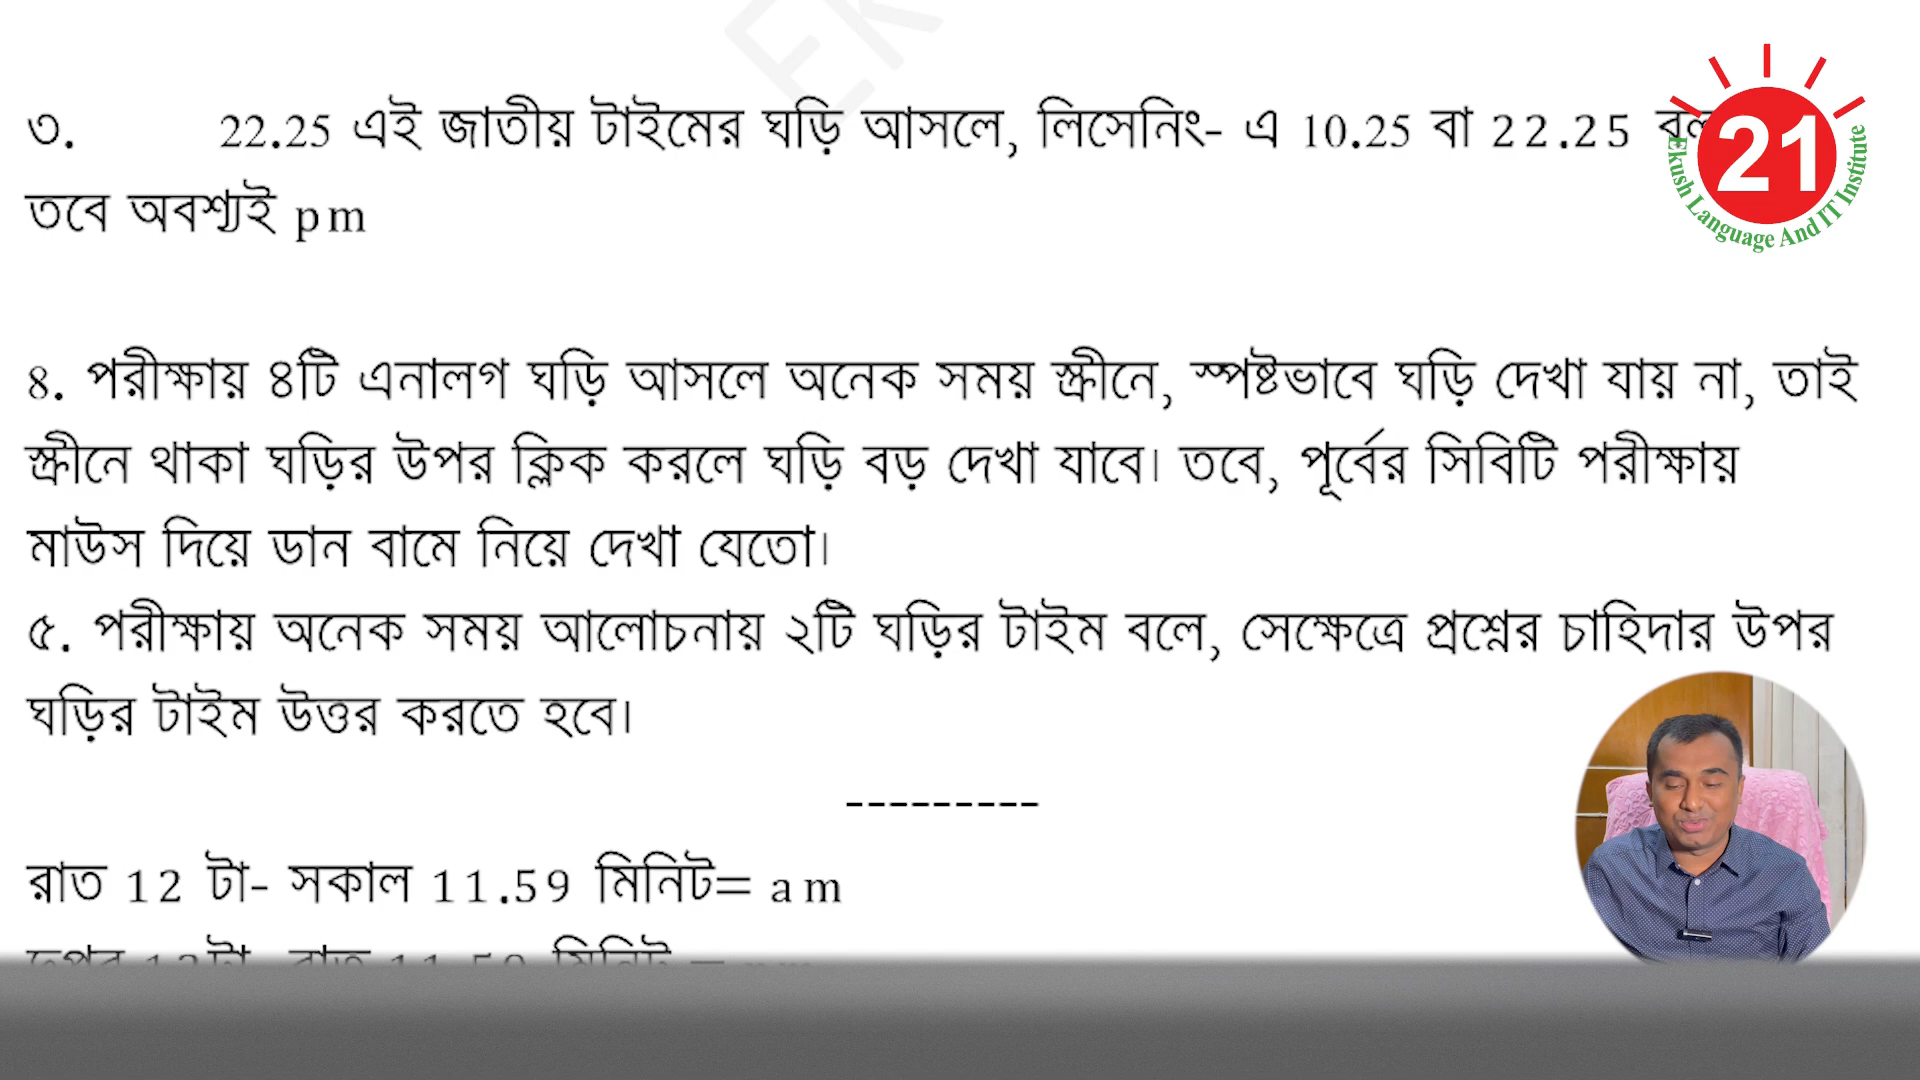 ৩. 22.25 এই জাতীয় টাইমের ঘড়ি আসলে, লিসেনিং- এ 10.25 বা 22.25
তবে অবশ্যই pm
৪. পরীক্ষায় ৪টি এনালগ ঘড়ি আসলে অনেক সময় স্ক্রীনে, স্পষ্টভাবে ঘড়ি দেখা যায় না, তাই
স্ক্রীনে থাকা ঘড়ির উপর ক্লিক করলে ঘড়ি বড় দেখা যাবে। তবে, পূর্বের সিবিটি পরীক্ষায়
মাউস দিয়ে ডান বামে নিয়ে দেখা যেতো।
৫. পরীক্ষায় অনেক সময় আলোচনায় ২টি ঘড়ির টাইম বলে, সেক্ষেত্রে প্রশ্নের চাহিদার উপর
ঘড়ির টাইম উত্তর করতে হবে।
---------
রাত 12 টা- সকাল 11.59 মিনিট= am
21
Ekush Language And IT Institute